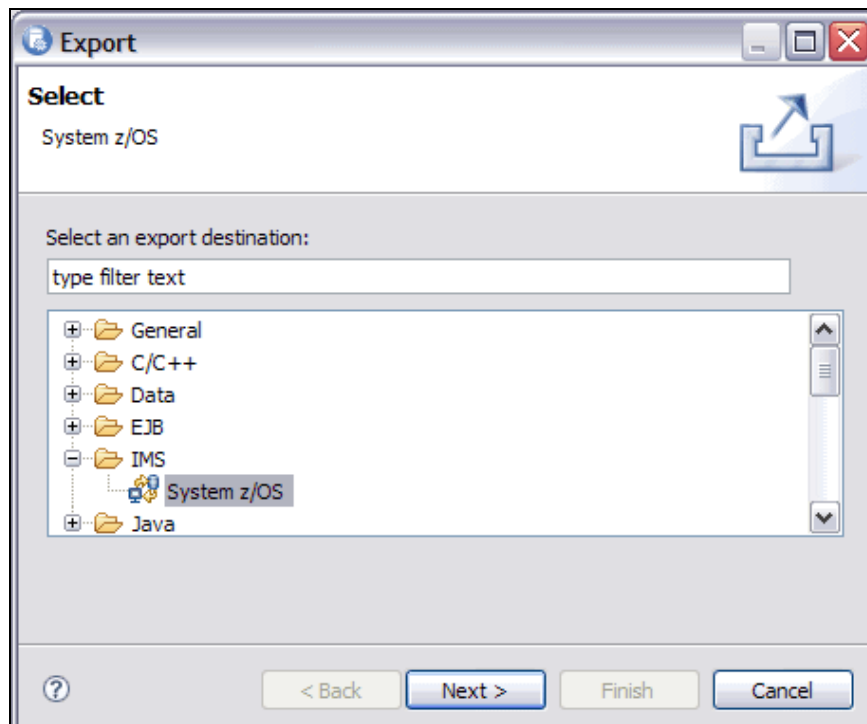 Export
Select
System z/OS
Select an export destination:
type filter text
General
C/C++
Data
EJB
IMS
System z/OS
Java
? < Back Next > Finish Cancel